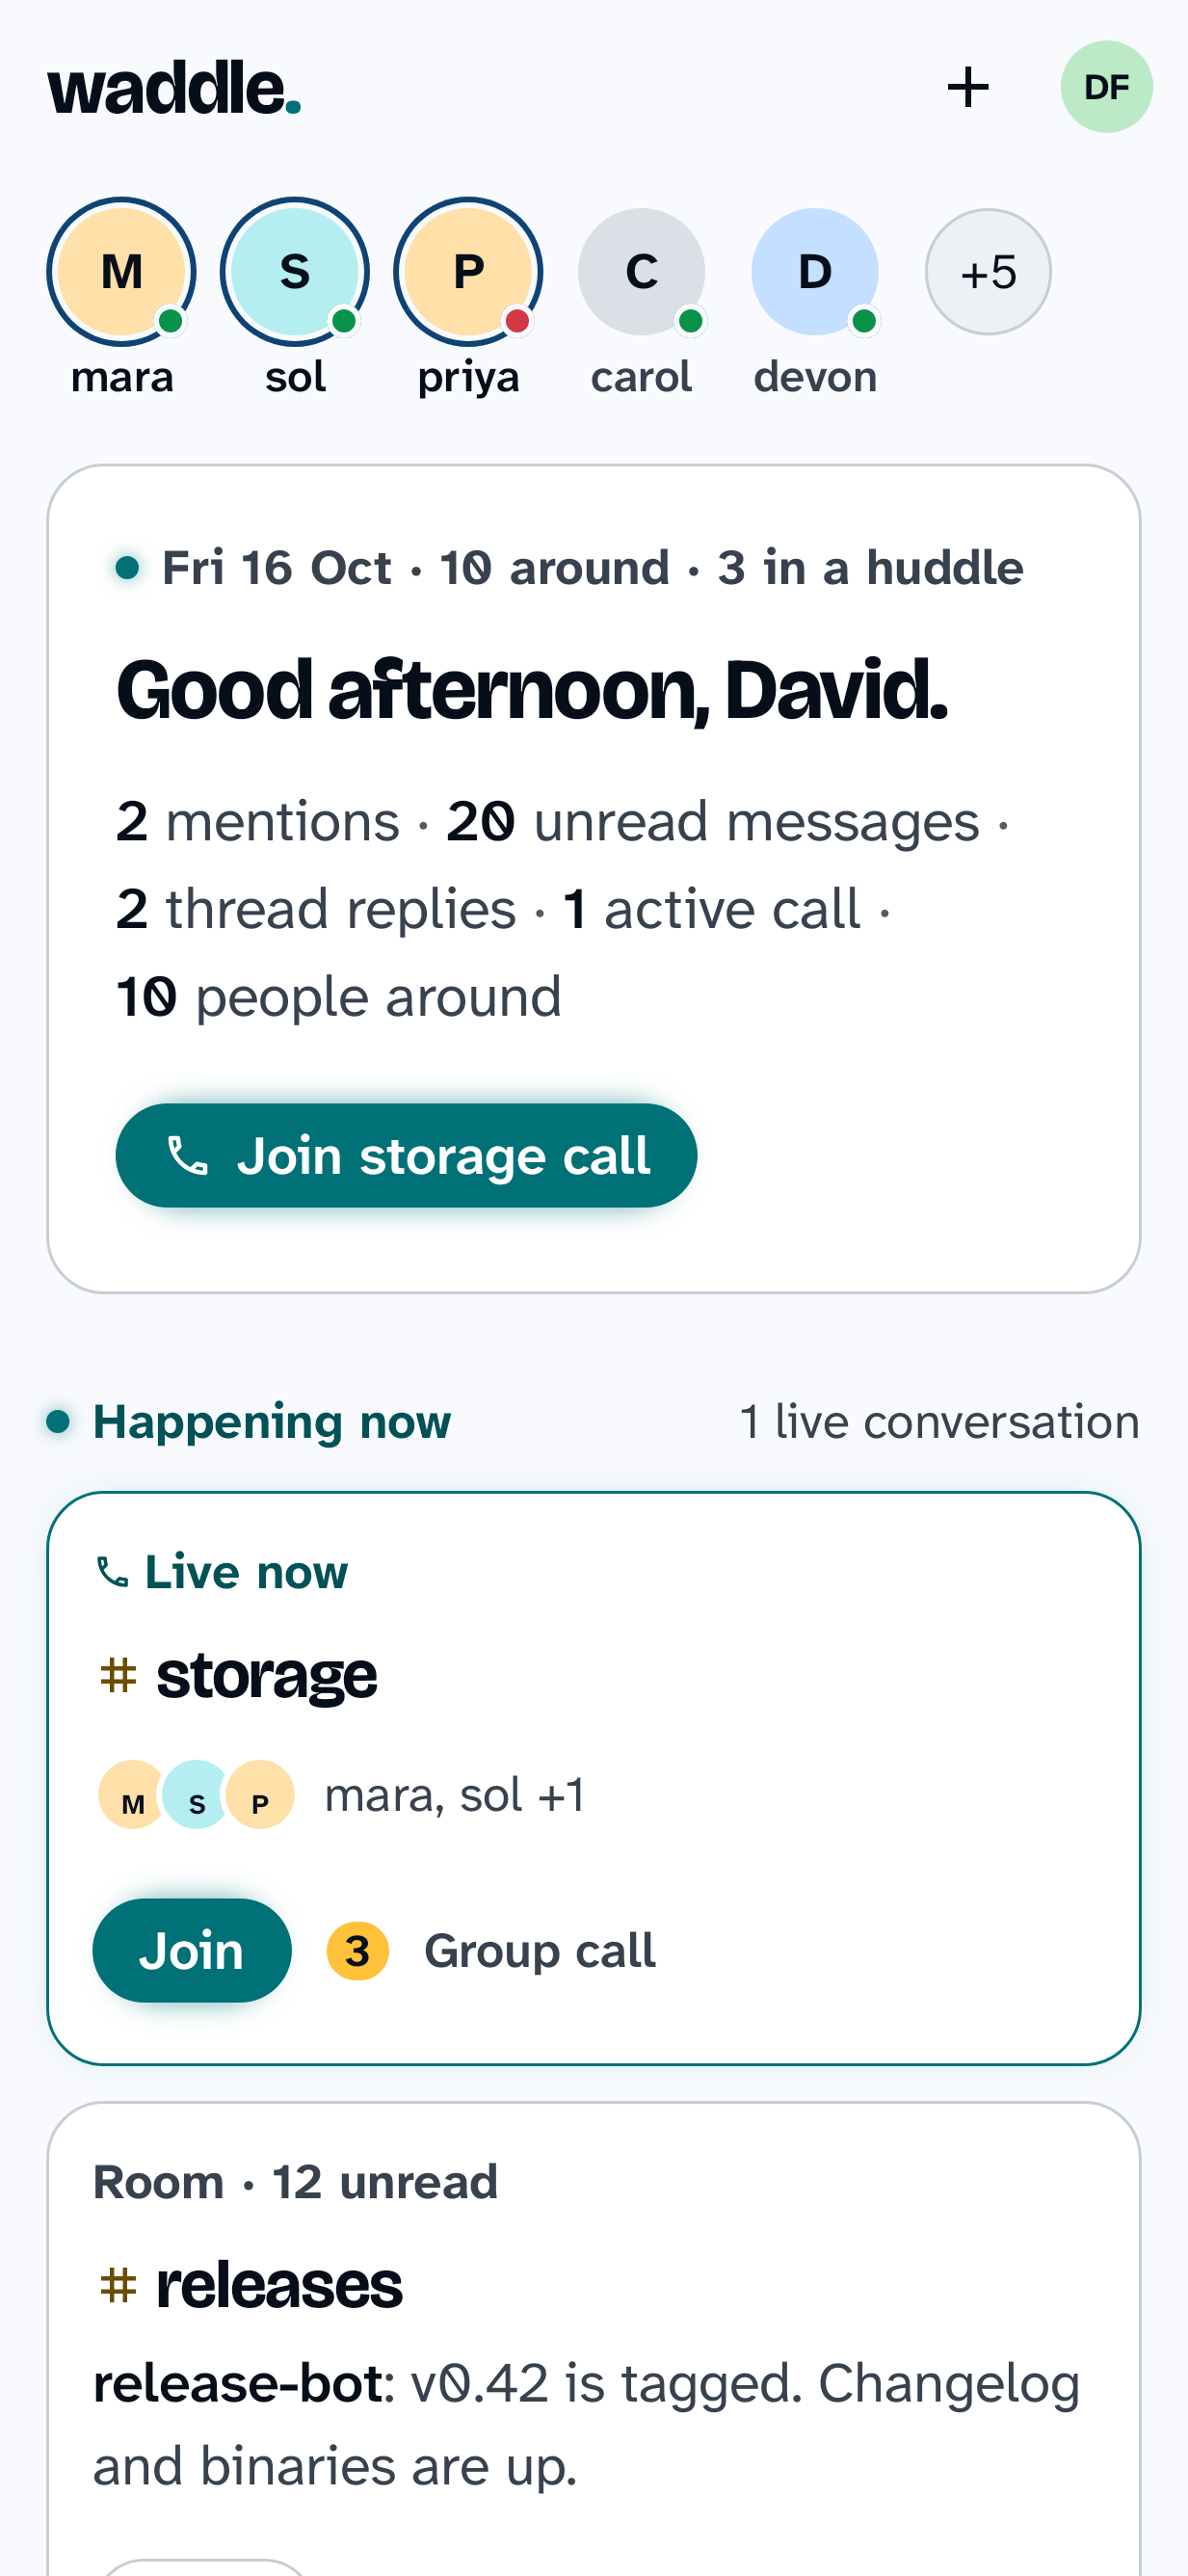 waddle.
DF
M
S
P
C
D
+5
mara
sol
priya
carol
devon
Fri 16 Oct · 10 around · 3 in a huddle
Good afternoon, David.
2 mentions · 20 unread messages ·
2 thread replies · 1 active call ·
10 people around
Join storage call
Happening now
1 live conversation
Live now
# storage
M
S
P
mara, sol +1
Join
3
Group call
Room · 12 unread
# releases
release-bot: v0.42 is tagged. Changelog
and binaries are up.